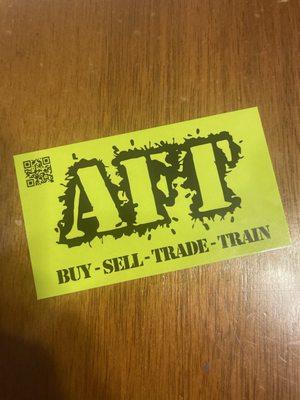 AFT
BUY - SELL - TRADE - TRAIN